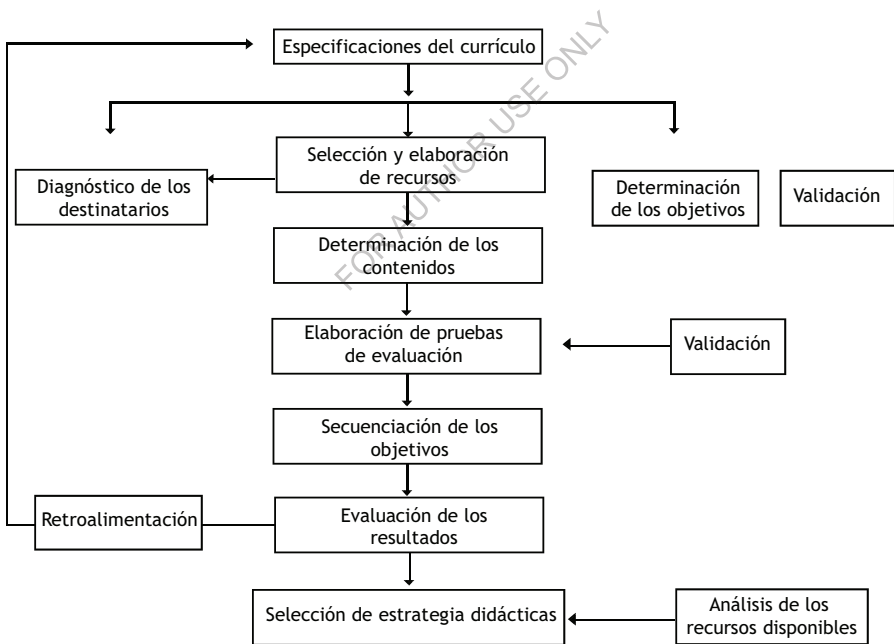 Especificaciones del currículo
FOR AUTHOR USE ONLY
Selección y elaboración
de recursos
Diagnóstico de los
destinatarios
Determinación
de los objetivos
Validación
Determinación de los
contenidos
Elaboración de pruebas
de evaluación
Validación
Secuenciación de los
objetivos
Retroalimentación
Evaluación de los
resultados
Selección de estrategia didácticas
Análisis de los
recursos disponibles